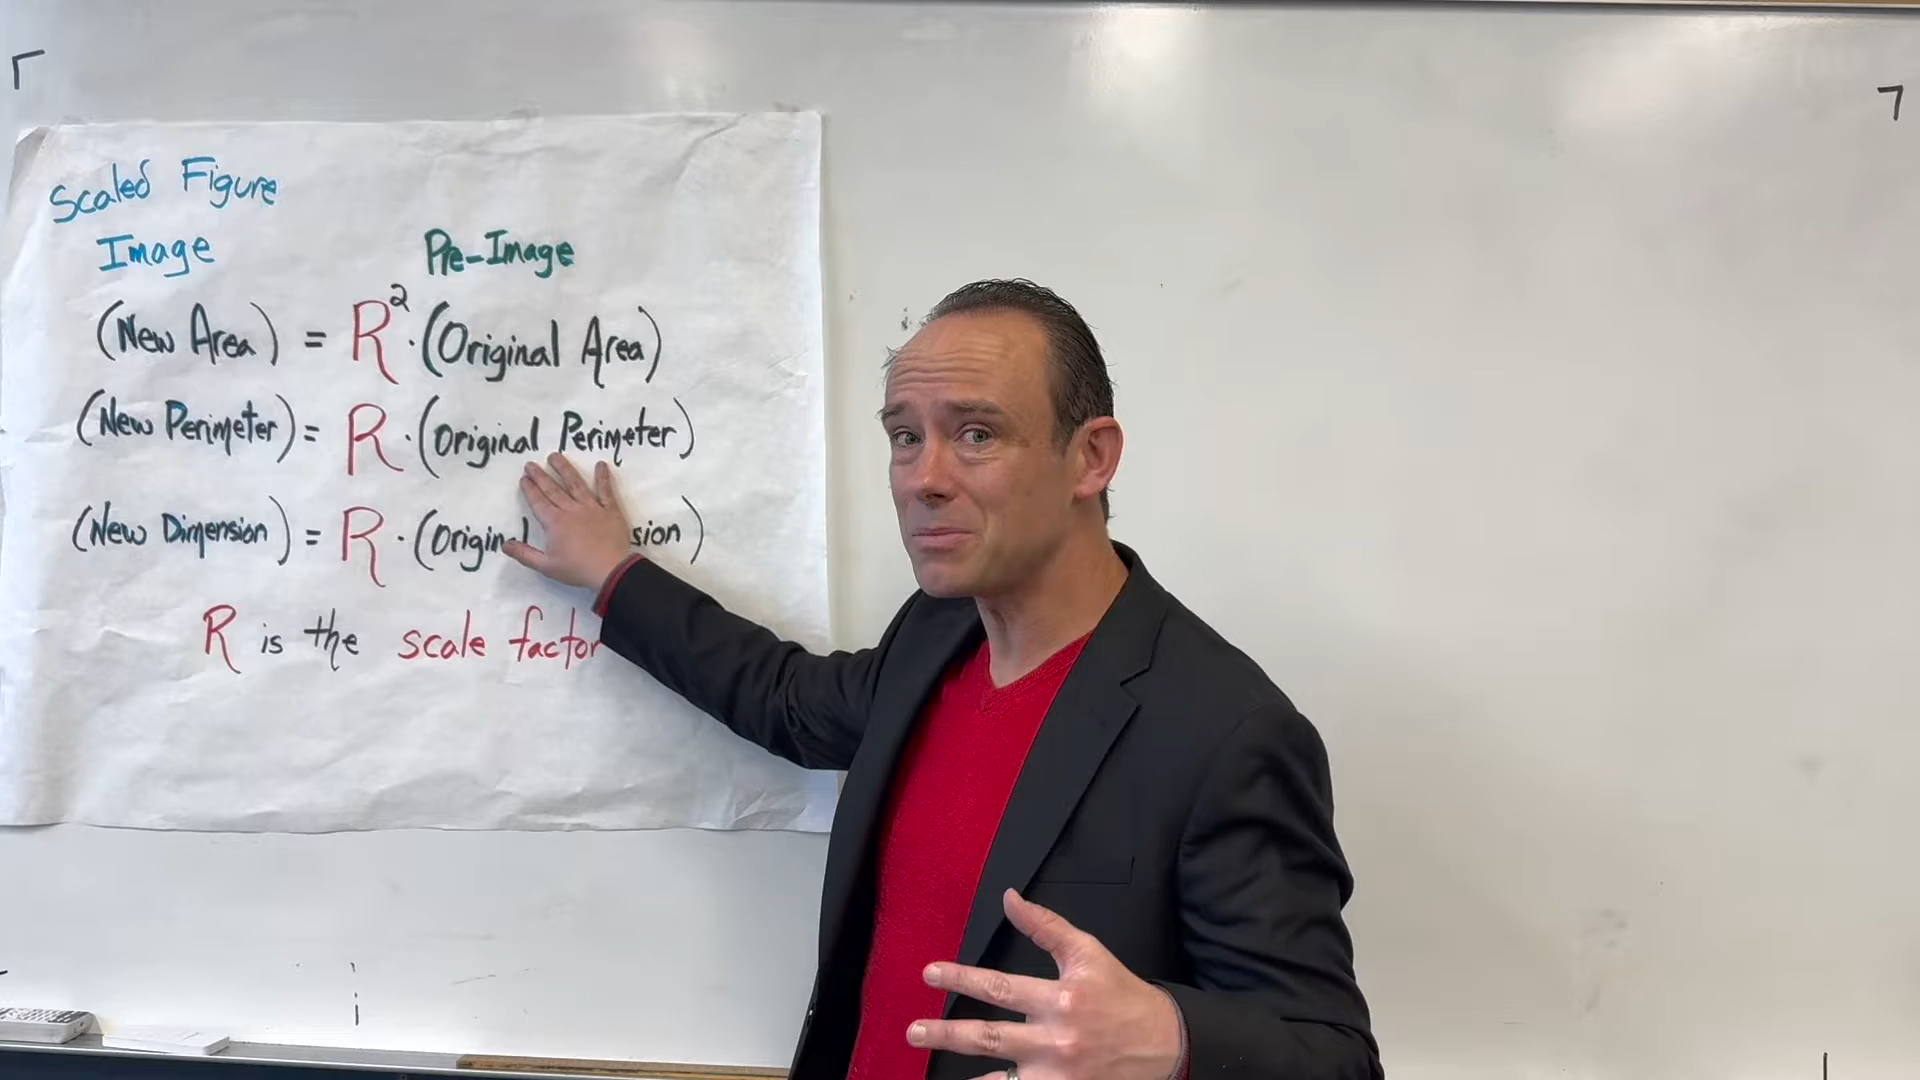 Scaled Figure
Image Pre-Image
(New Area) = R²·(Original Area)
(New Perimeter) = R·(Original Perimeter)
(New Dimension) = R·(Original sion)
R is the scale factor